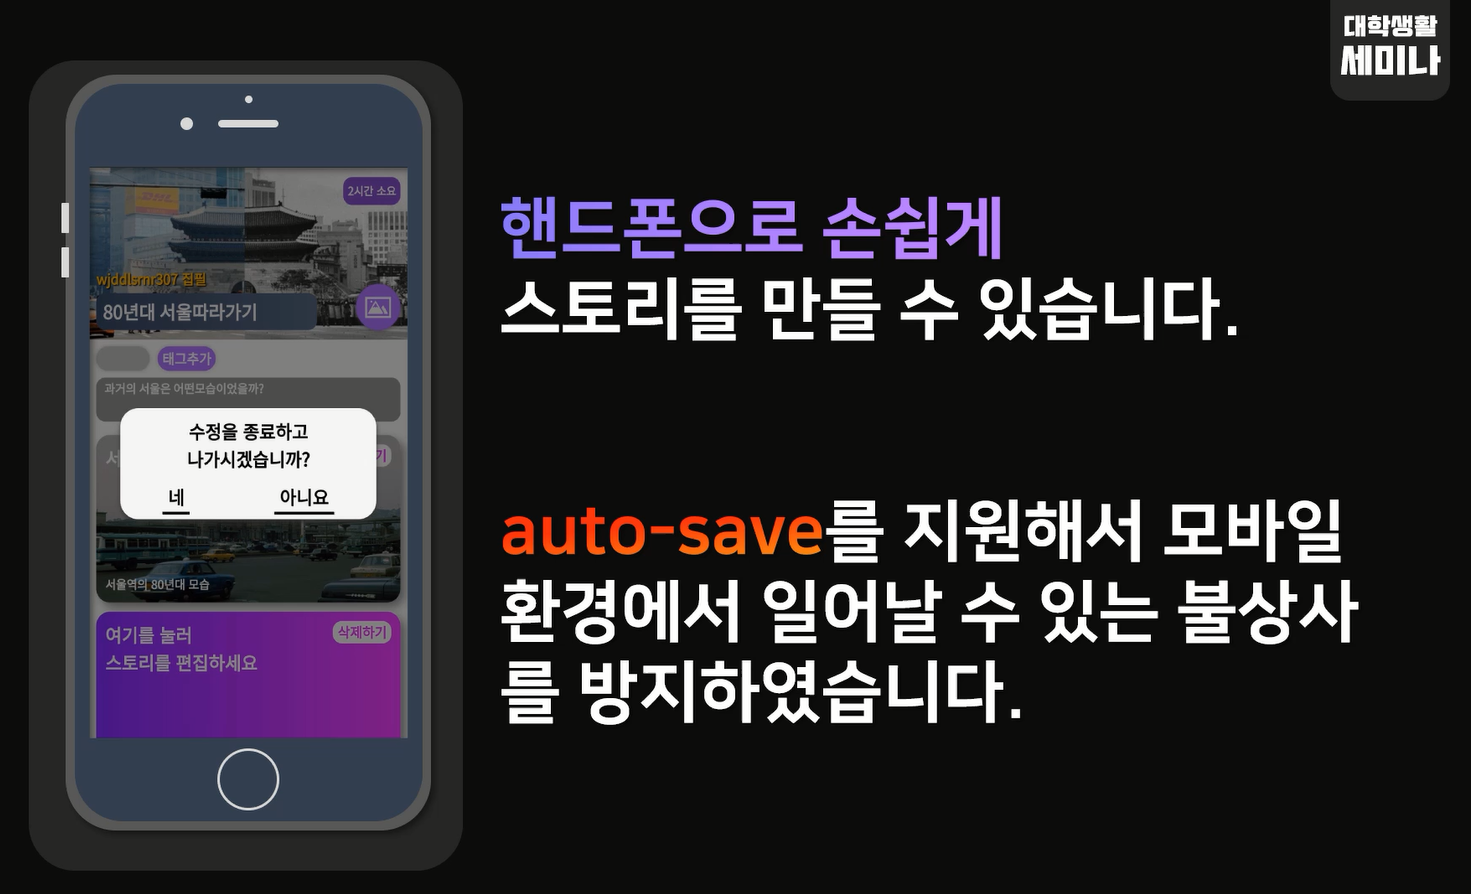 대학생활
세미나
2시간 소요
wjddlsrnr307 집필
80년대 서울따라가기
태그추가
과거의 서울은 어떤모습이었을까?
수정을 종료하고
나가시겠습니까?
네 아니요
서울역의 80년대 모습
여기를 눌러
스토리를 편집하세요
삭제하기
핸드폰으로 손쉽게
스토리를 만들 수 있습니다.
auto-save를 지원해서 모바일
환경에서 일어날 수 있는 불상사
를 방지하였습니다.